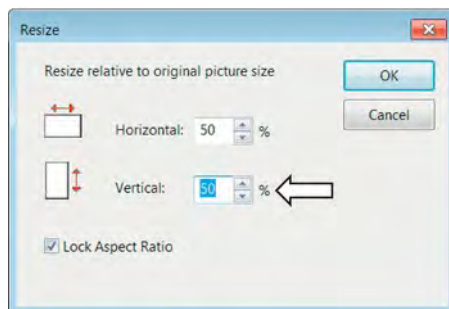 Resize
Resize relative to original picture size
OK
Cancel
Horizontal: 50 %
Vertical: 50 %
Lock Aspect Ratio